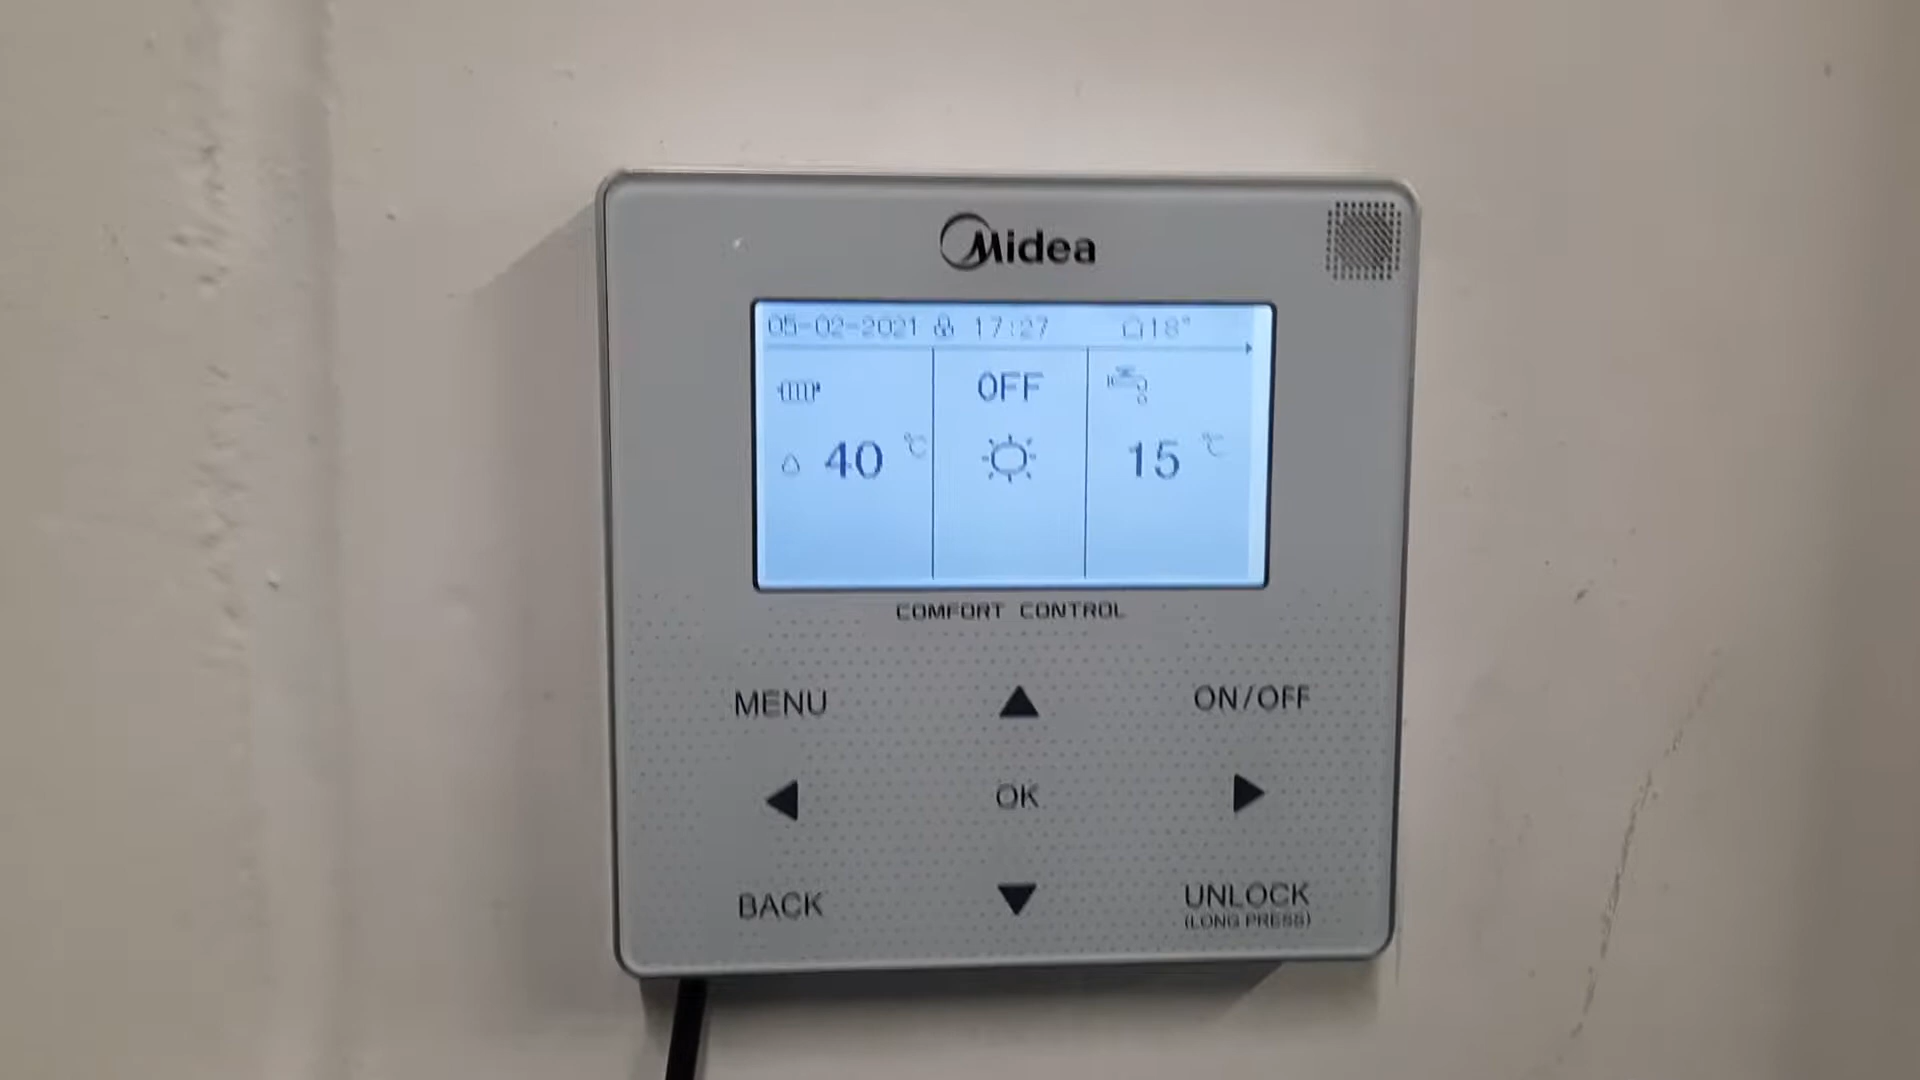 Midea
05-02-2021 17:27 18°
OFF
40 °C 15 °C
COMFORT CONTROL
MENU ON/OFF
OK
BACK UNLOCK
(LONG PRESS)